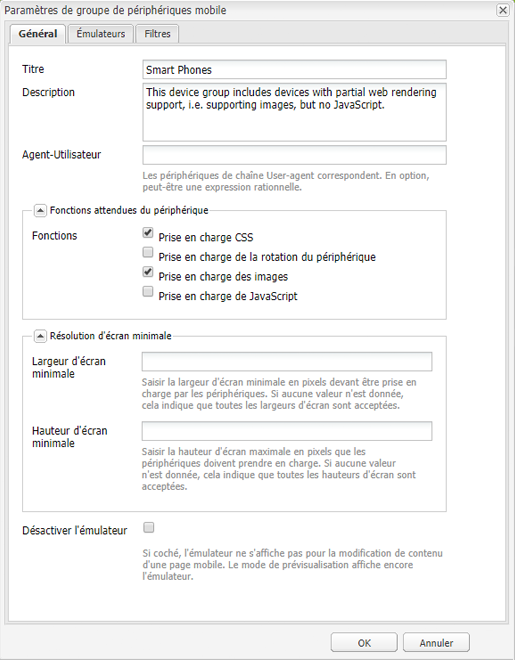 Paramètres de groupe de périphériques mobile
Général
Émulateurs
Filtres
Titre
Smart Phones
Description
This device group includes devices with partial web rendering
support, i.e. supporting images, but no JavaScript.
Agent-Utilisateur
Les périphériques de chaîne User-agent correspondent. En option,
peut-être une expression rationnelle.
Fonctions attendues du périphérique
Fonctions
Prise en charge CSS
Prise en charge de la rotation du périphérique
Prise en charge des images
Prise en charge de JavaScript
Résolution d'écran minimale
Largeur d'écran
minimale
Saisir la largeur d'écran minimale en pixels devant être prise en
charge par les périphériques. Si aucune valeur n'est donnée,
cela indique que toutes les largeurs d'écran sont acceptées.
Hauteur d'écran
minimale
Saisir la hauteur d'écran maximale en pixels que les
périphériques doivent prendre en charge. Si aucune valeur
n'est donnée, cela indique que toutes les hauteurs d'écran sont
acceptées.
Désactiver l'émulateur
Si coché, l'émulateur ne s'affiche pas pour la modification de contenu
d'une page mobile. Le mode de prévisualisation affiche encore
l'émulateur.
OK
Annuler